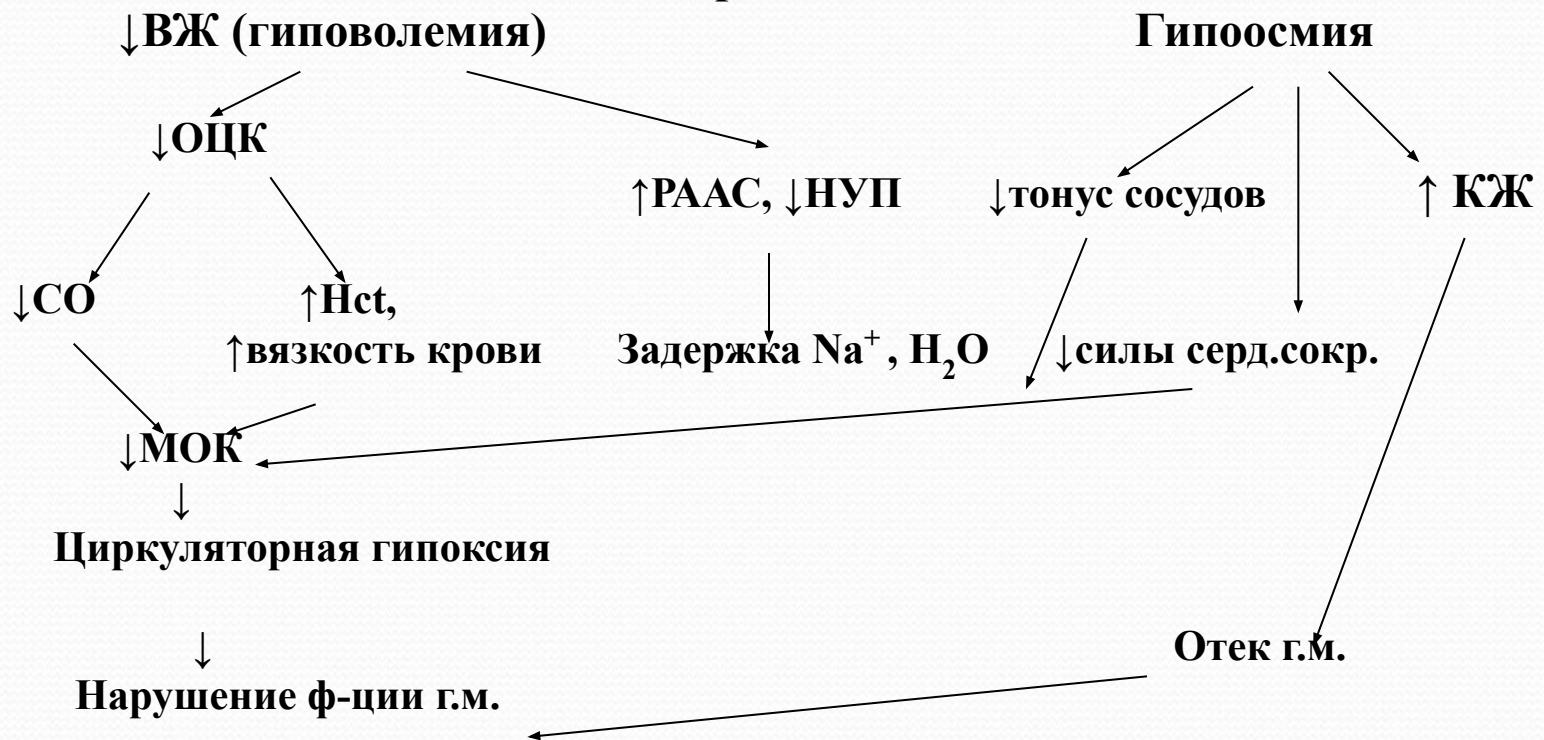 ↓ВЖ (гиповолемия)
Гипоосмия
↓ОЦК
↑РААС, ↓НУП
↓тонус сосудов
↑ КЖ
↓СО
↑Hct,
↑вязкость крови
Задержка Na⁺ , H₂O
↓силы серд.сокр.
↓МОК
↓
Циркуляторная гипоксия
↓
Отек г.м.
Нарушение ф-ции г.м.